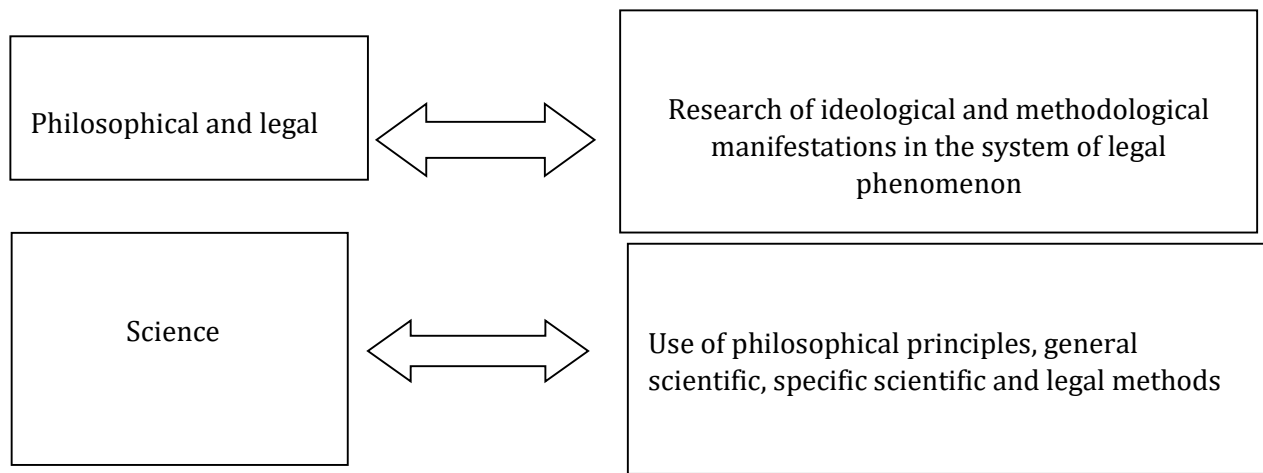 Philosophical and legal
Research of ideological and methodological
manifestations in the system of legal
phenomenon
Science
Use of philosophical principles, general
scientific, specific scientific and legal methods